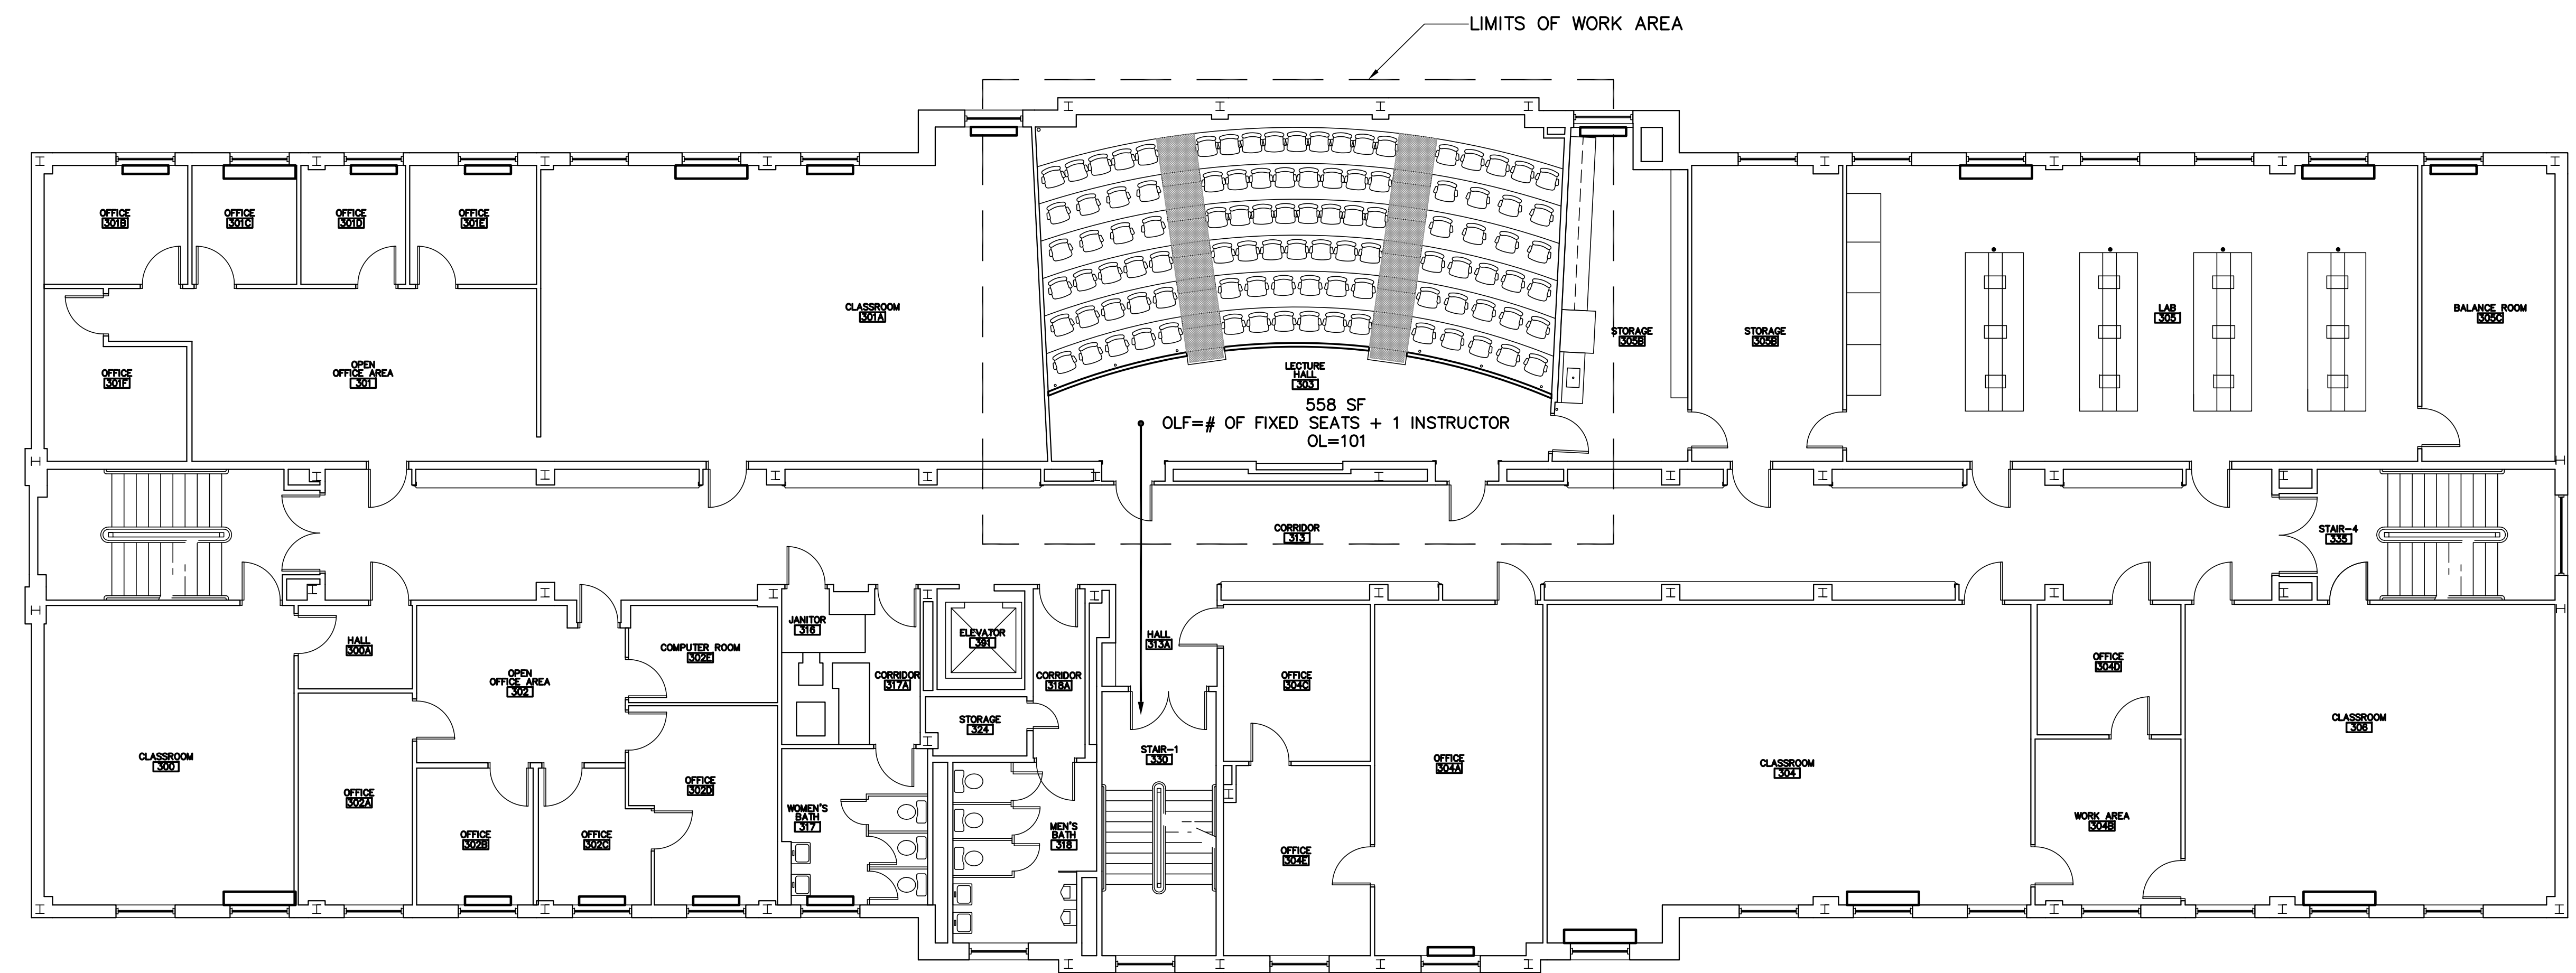 LIMITS OF WORK AREA
OFFICE
301B
OFFICE
301C
OFFICE
301D
OFFICE
301E
CLASSROOM
301A
OFFICE
301F
OPEN
OFFICE AREA
301
LECTURE
HALL
303
558 SF
OLF=# OF FIXED SEATS + 1 INSTRUCTOR
OL=101
STORAGE
305B
STORAGE
305B
LAB
305
BALANCE ROOM
305C
CORRIDOR
313
STAIR-4
335
HALL
300A
CLASSROOM
300
OFFICE
302A
OPEN
OFFICE AREA
302
COMPUTER ROOM
302E
OFFICE
302B
OFFICE
302C
OFFICE
302D
JANITOR
316
CORRIDOR
317A
WOMEN'S
BATH
317
ELEVATOR
391
STORAGE
324
CORRIDOR
318A
MEN'S
BATH
318
HALL
313A
STAIR-1
330
OFFICE
304C
OFFICE
304E
OFFICE
304A
CLASSROOM
304
OFFICE
304D
WORK AREA
304B
CLASSROOM
306